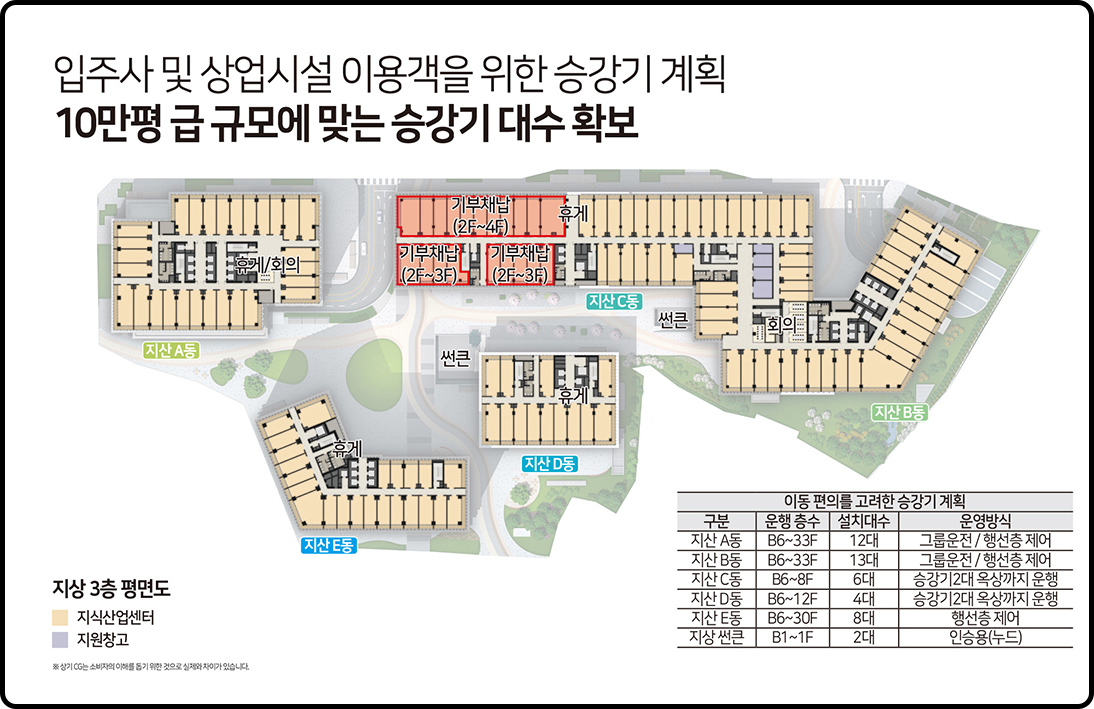 입주사 및 상업시설 이용객을 위한 승강기 계획
10만평 급 규모에 맞는 승강기 대수 확보
기부채납
(2F~4F)
휴게
기부채납
(2F~3F)
기부채납
(2F~3F)
휴게/회의
지산 C동
썬큰
회의
지산 A동
썬큰
휴게
지산 B동
휴게
지산 D동
지산 E동
이동 편의를 고려한 승강기 계획
구분 운행 층수 설치대수 운영방식
지산 A동 B6~33F 12대 그룹운전 / 행선층 제어
지산 B동 B6~33F 13대 그룹운전 / 행선층 제어
지산 C동 B6~8F 6대 승강기2대 옥상까지 운행
지산 D동 B6~12F 4대 승강기2대 옥상까지 운행
지산 E동 B6~30F 8대 행선층 제어
지상 썬큰 B1~1F 2대 인승용(누드)
지상 3층 평면도
지식산업센터
지원창고
※ 상기 CG는 소비자의 이해를 돕기 위한 것으로 실제와 차이가 있습니다.